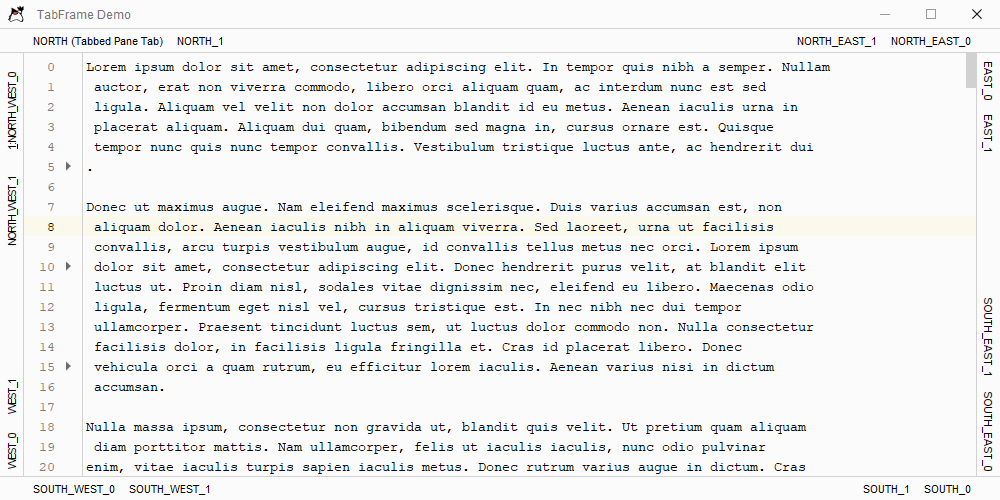 TabFrame Demo
NORTH (Tabbed Pane Tab) NORTH_1 NORTH_EAST_1 NORTH_EAST_0
1:NORTH_WEST_0
NORTH_WEST_1
WEST_1
WEST_0
0 Lorem ipsum dolor sit amet, consectetur adipiscing elit. In tempor quis nibh a semper. Nullam
1 auctor, erat non viverra commodo, libero orci aliquam quam, ac interdum nunc est sed
2 ligula. Aliquam vel velit non dolor accumsan blandit id eu metus. Aenean iaculis urna in
3 placerat aliquam. Aliquam dui quam, bibendum sed magna in, cursus ornare est. Quisque
4 tempor nunc quis nunc tempor convallis. Vestibulum tristique luctus ante, ac hendrerit dui
5 .
6
7 Donec ut maximus augue. Nam eleifend maximus scelerisque. Duis varius accumsan est, non
8 aliquam dolor. Aenean iaculis nibh in aliquam viverra. Sed laoreet, urna ut facilisis
9 convallis, arcu turpis vestibulum augue, id convallis tellus metus nec orci. Lorem ipsum
10 dolor sit amet, consectetur adipiscing elit. Donec hendrerit purus velit, at blandit elit
11 luctus ut. Proin diam nisl, sodales vitae dignissim nec, eleifend eu libero. Maecenas odio
12 ligula, fermentum eget nisl vel, cursus tristique est. In nec nibh nec dui tempor
13 ullamcorper. Praesent tincidunt luctus sem, ut luctus dolor commodo non. Nulla consectetur
14 facilisis dolor, in facilisis ligula fringilla et. Cras id placerat libero. Donec
15 vehicula orci a quam rutrum, eu efficitur lorem iaculis. Aenean varius nisi in dictum
16 accumsan.
17
18 Nulla massa ipsum, consectetur non gravida ut, blandit quis velit. Ut pretium quam aliquam
19 diam porttitor mattis. Nam ullamcorper, felis ut iaculis iaculis, nunc odio pulvinar
20 enim, vitae iaculis turpis sapien iaculis metus. Donec rutrum varius augue in dictum. Cras
EAST_0
EAST_1
SOUTH_EAST_1
SOUTH_EAST_0
SOUTH_WEST_0 SOUTH_WEST_1 SOUTH_1 SOUTH_0